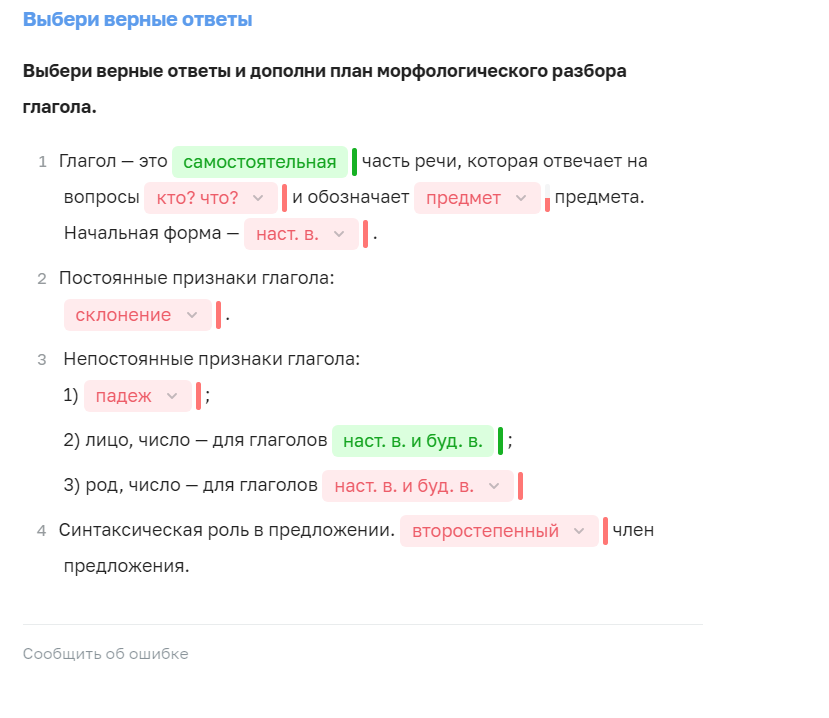 Выбери верные ответы
Выбери верные ответы и дополни план морфологического разбора
глагола.
1 Глагол — это самостоятельная часть речи, которая отвечает на
вопросы кто? что? и обозначает предмет предмета.
Начальная форма — наст. в. .
2 Постоянные признаки глагола:
склонение .
3 Непостоянные признаки глагола:
1) падеж ;
2) лицо, число — для глаголов наст. в. и буд. в. ;
3) род, число — для глаголов наст. в. и буд. в.
4 Синтаксическая роль в предложении. второстепенный член
предложения.
Сообщить об ошибке